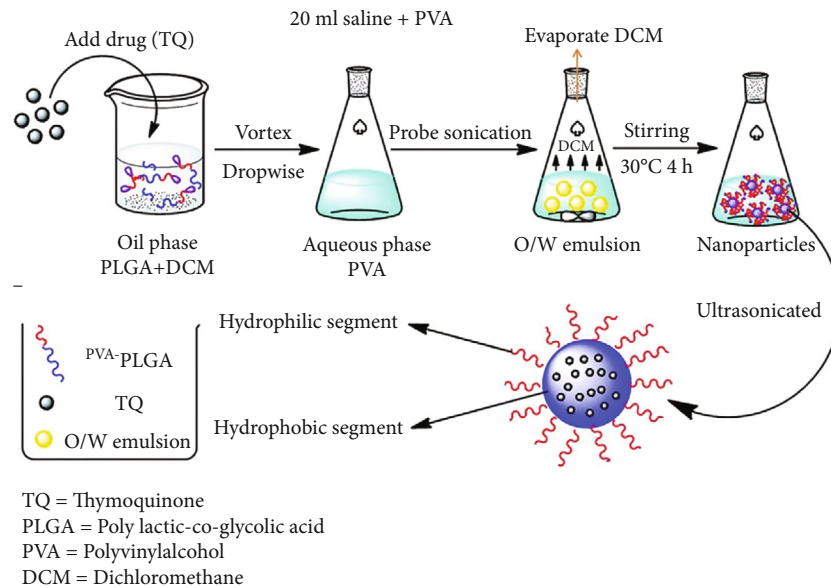 20 ml saline + PVA
Add drug (TQ)
Evaporate DCM
Vortex
Dropwise
Probe sonication
DCM
Stirring
30°C 4 h
Oil phase
PLGA+DCM
Aqueous phase
PVA
O/W emulsion
Nanoparticles
Ultrasonicated
Hydrophilic segment
Hydrophobic segment
PVA-PLGA
TQ
O/W emulsion
TQ = Thymoquinone
PLGA = Poly lactic-co-glycolic acid
PVA = Polyvinylalcohol
DCM = Dichloromethane